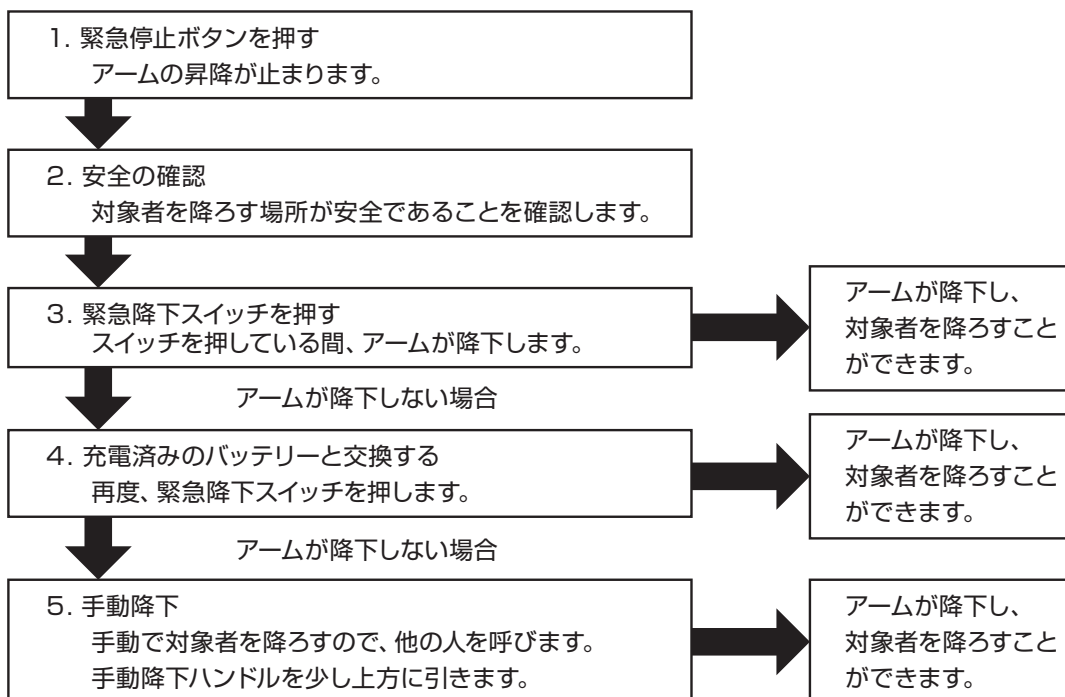 1. 緊急停止ボタンを押す
アームの昇降が止まります。
2. 安全の確認
対象者を降ろす場所が安全であることを確認します。
3. 緊急降下スイッチを押す
スイッチを押している間、アームが降下します。
アームが降下し、
対象者を降ろすこと
ができます。
アームが降下しない場合
4. 充電済みのバッテリーと交換する
再度、緊急降下スイッチを押します。
アームが降下し、
対象者を降ろすこと
ができます。
アームが降下しない場合
5. 手動降下
手動で対象者を降ろすので、他の人を呼びます。
手動降下ハンドルを少し上方に引きます。
アームが降下し、
対象者を降ろすこと
ができます。